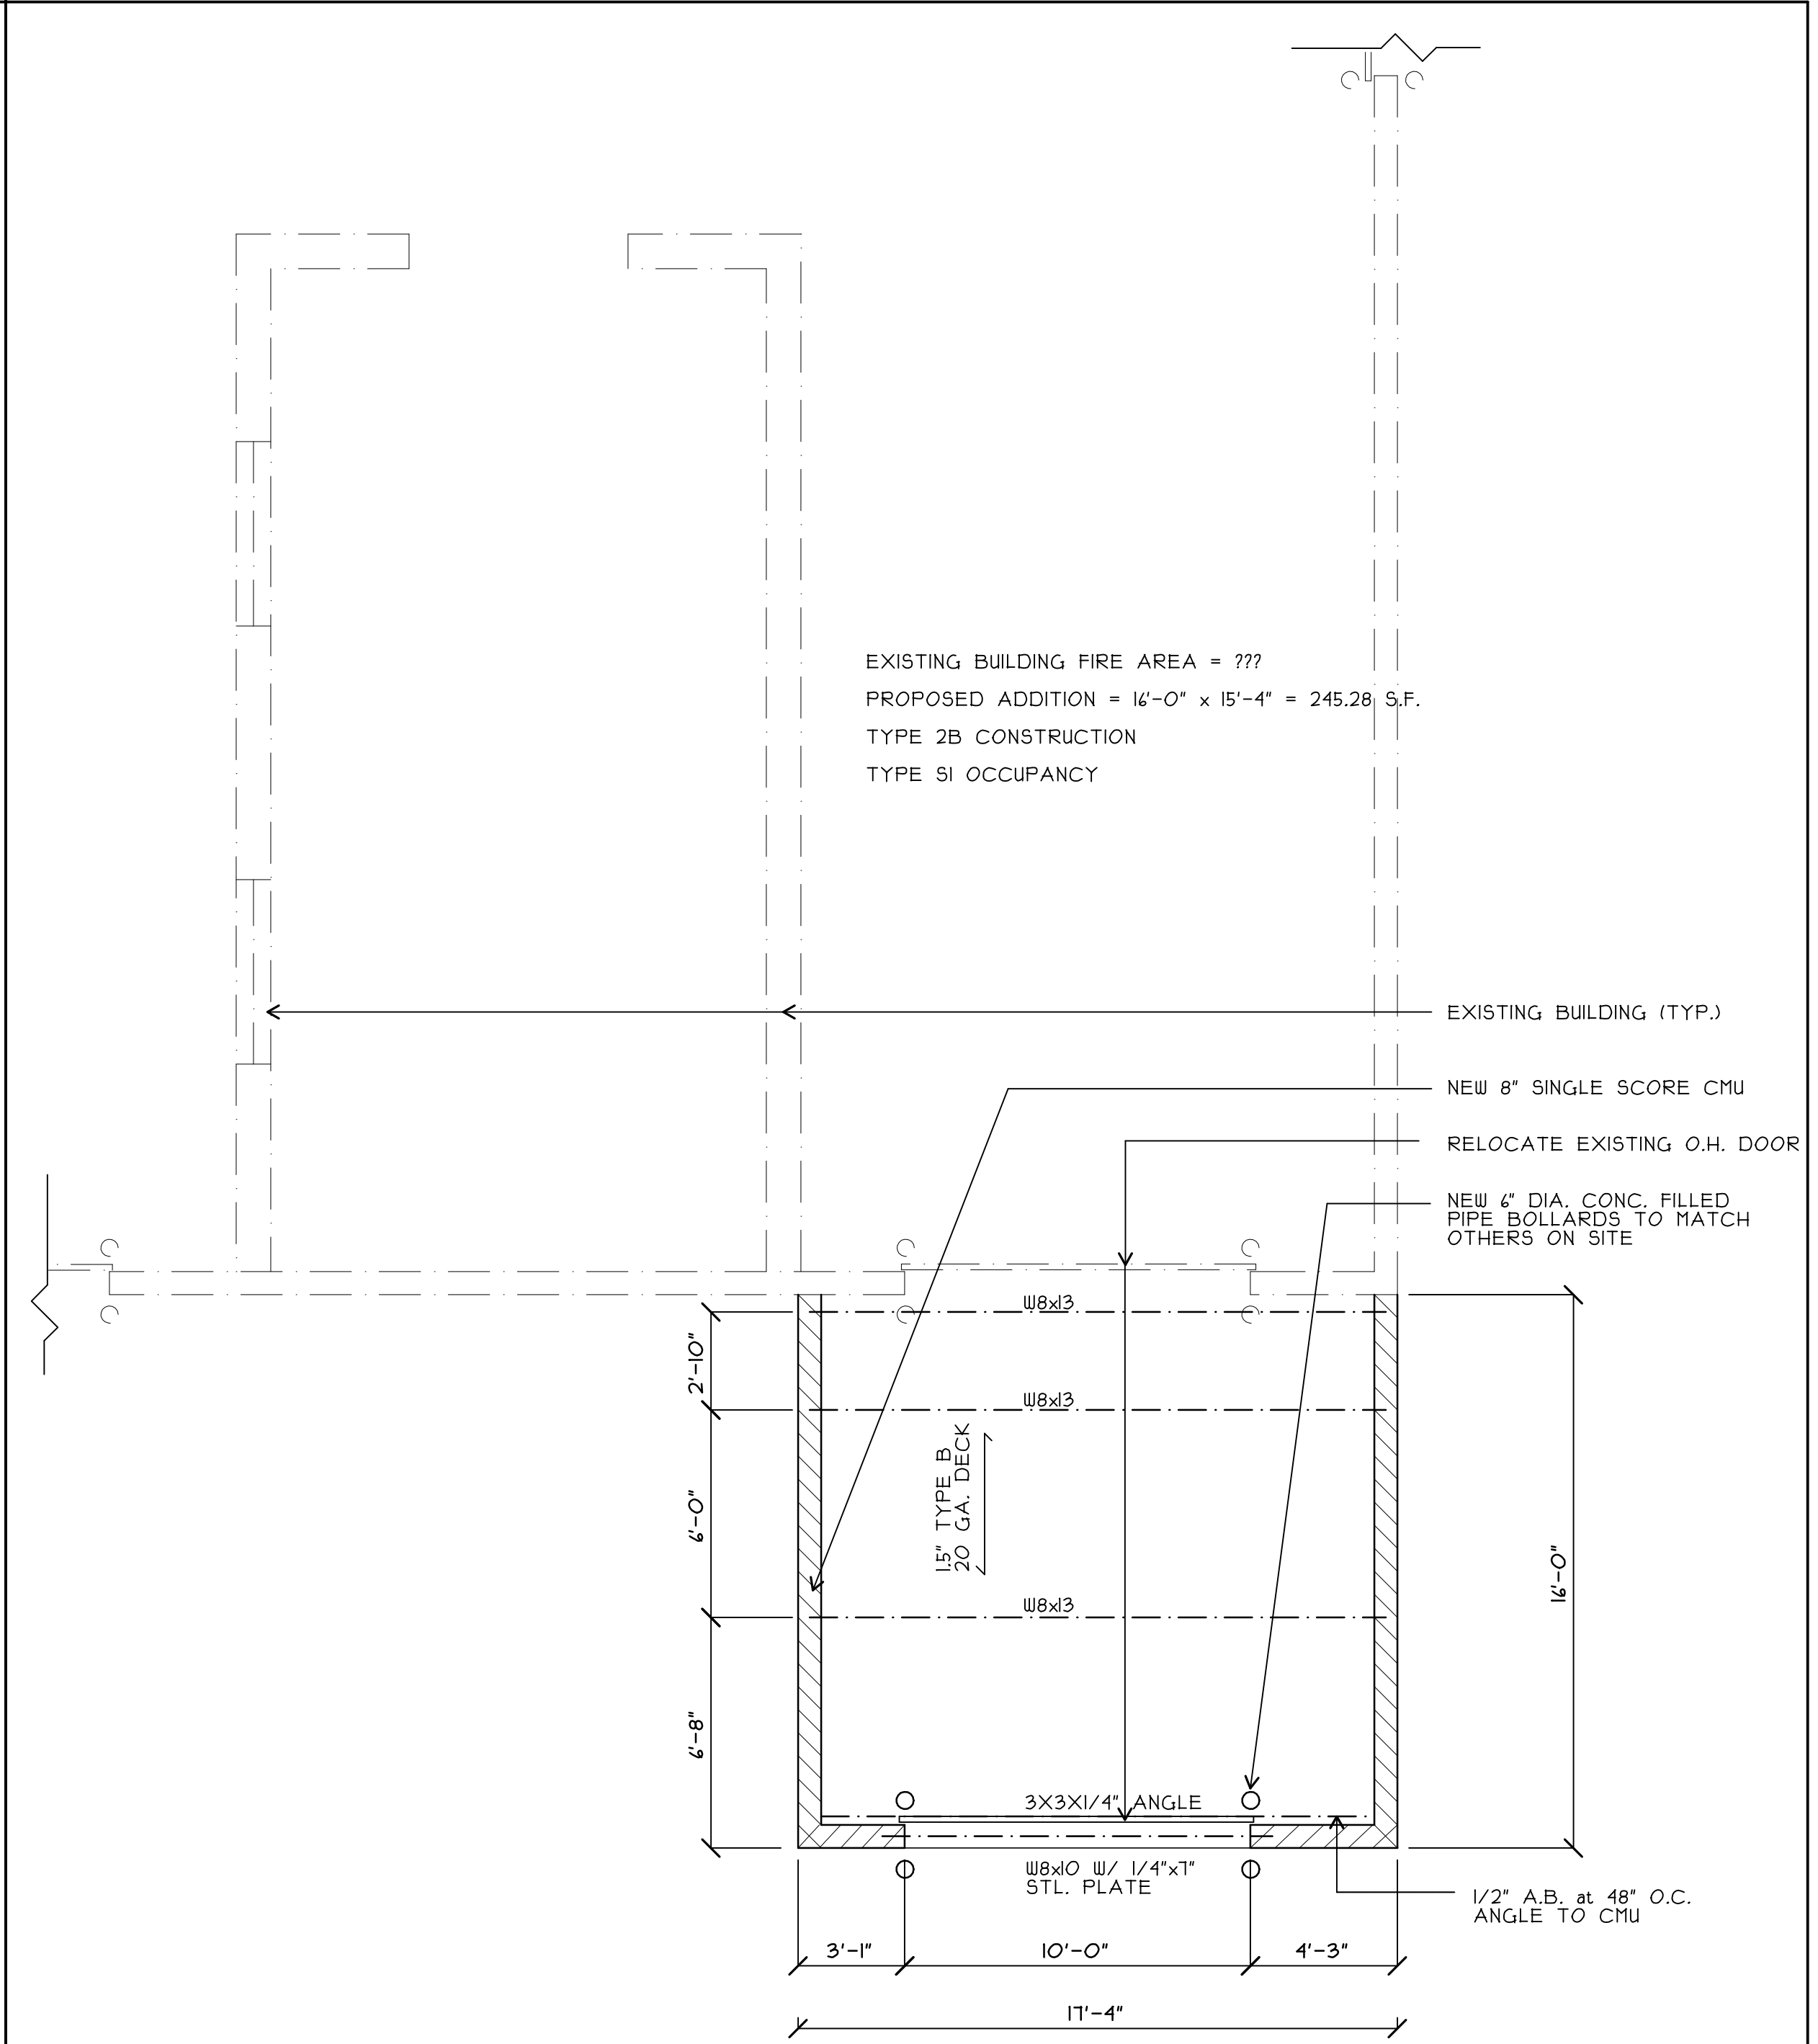 EXISTING BUILDING FIRE AREA = ???
PROPOSED ADDITION = 16'-0" x 15'-4" = 245.28 S.F.
TYPE 2B CONSTRUCTION
TYPE S1 OCCUPANCY
EXISTING BUILDING (TYP.)
NEW 8" SINGLE SCORE CMU
RELOCATE EXISTING O.H. DOOR
NEW 6" DIA. CONC. FILLED
PIPE BOLLARDS TO MATCH
OTHERS ON SITE
W8x13
2'-10"
W8x13
1.5" TYPE B
20 GA. DECK
6'-0"
16'-0"
W8x13
6'-8"
3X3X1/4" ANGLE
W8x10 W/ 1/4"x7"
STL. PLATE
1/2" A.B. at 48" O.C.
ANGLE TO CMU
3'-1"
10'-0"
4'-3"
17'-4"